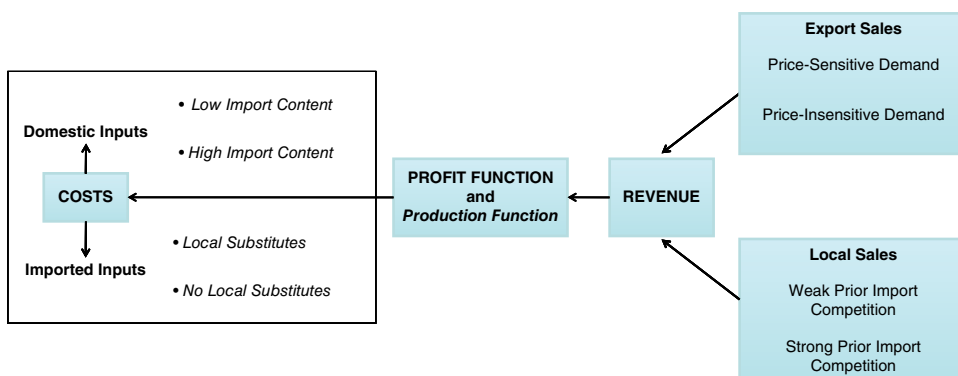 Export Sales
Price-Sensitive Demand
Price-Insensitive Demand
• Low Import Content
Domestic Inputs
• High Import Content
COSTS
PROFIT FUNCTION
and
Production Function
REVENUE
• Local Substitutes
Imported Inputs
• No Local Substitutes
Local Sales
Weak Prior Import
Competition
Strong Prior Import
Competition